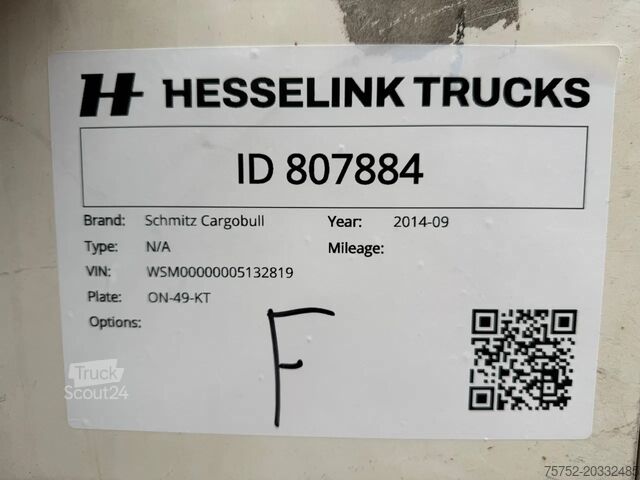 H HESSELINK TRUCKS
ID 807884
Brand: Schmitz Cargobull Year: 2014-09
Type: N/A Mileage:
VIN: WSM00000005132819
Plate: ON-49-KT
Options:
F
Truck
Scout24
75752-20332485